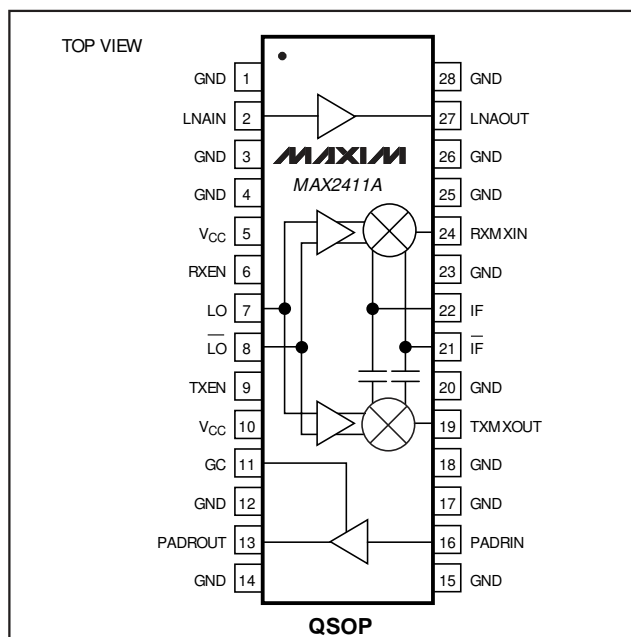 TOP VIEW
GND 1 28 GND
LNAIN 2 27 LNAOUT
GND 3 26 GND
MAXIM
MAX2411A
GND 4 25 GND
VCC 5 24 RXMXIN
RXEN 6 23 GND
LO 7 22 IF
L̅O̅ 8 21 I̅F̅
TXEN 9 20 GND
VCC 10 19 TXMXOUT
GC 11 18 GND
GND 12 17 GND
PADROUT 13 16 PADRIN
GND 14 15 GND
QSOP